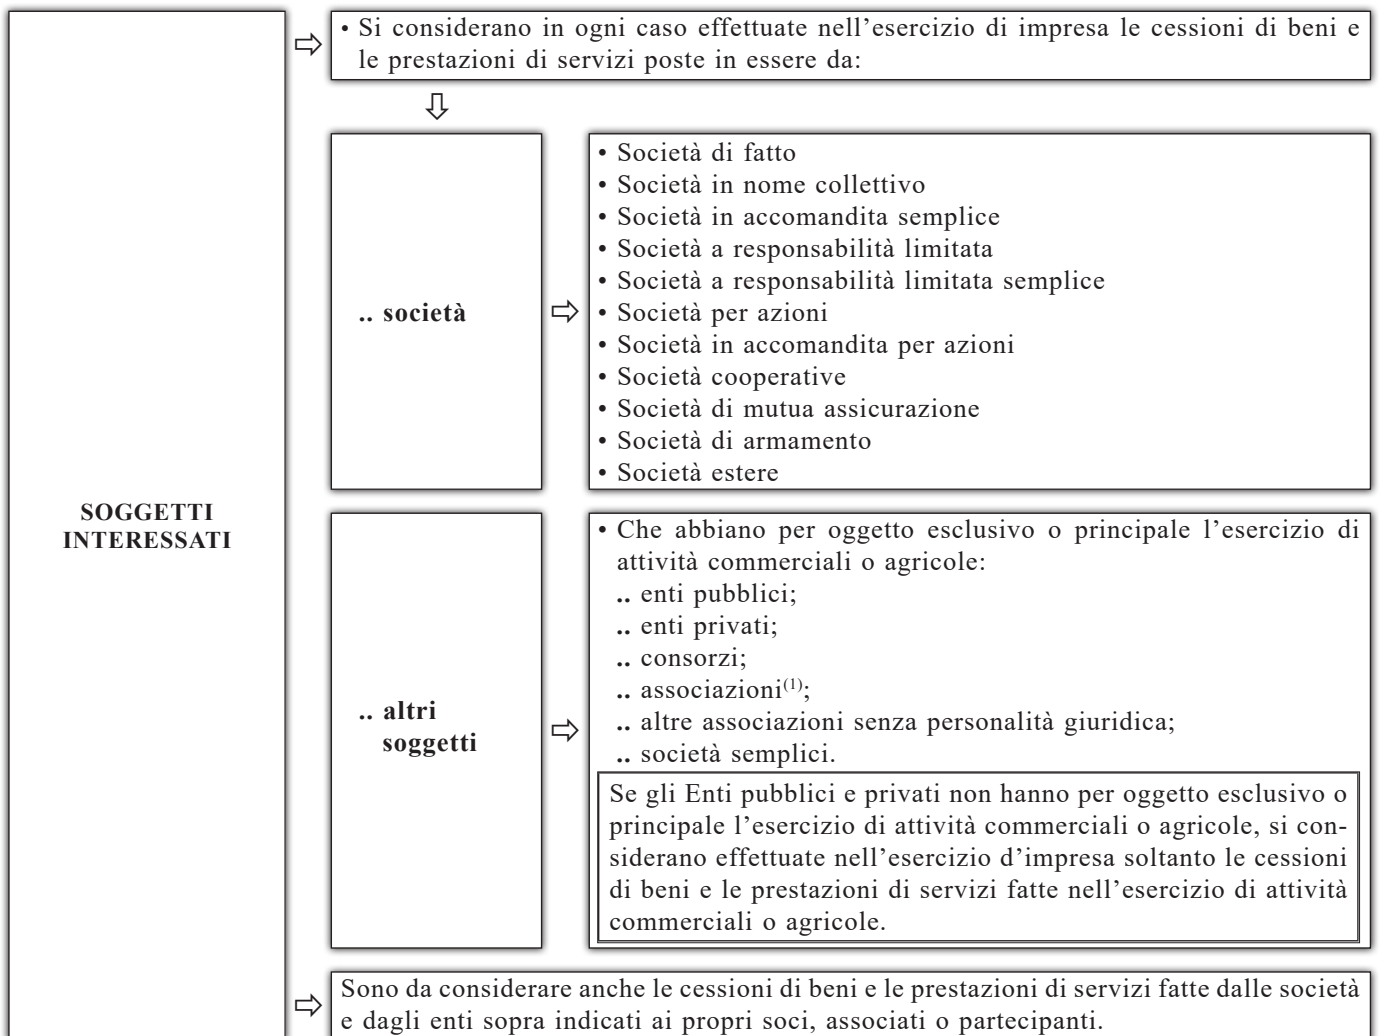 SOGGETTI
INTERESSATI
• Si considerano in ogni caso effettuate nell'esercizio di impresa le cessioni di beni e
le prestazioni di servizi poste in essere da:
.. società
• Società di fatto
• Società in nome collettivo
• Società in accomandita semplice
• Società a responsabilità limitata
• Società a responsabilità limitata semplice
• Società per azioni
• Società in accomandita per azioni
• Società cooperative
• Società di mutua assicurazione
• Società di armamento
• Società estere
.. altri
soggetti
• Che abbiano per oggetto esclusivo o principale l'esercizio di
attività commerciali o agricole:
.. enti pubblici;
.. enti privati;
.. consorzi;
.. associazioni(1);
.. altre associazioni senza personalità giuridica;
.. società semplici.
Se gli Enti pubblici e privati non hanno per oggetto esclusivo o
principale l'esercizio di attività commerciali o agricole, si con-
siderano effettuate nell'esercizio d'impresa soltanto le cessioni
di beni e le prestazioni di servizi fatte nell'esercizio di attività
commerciali o agricole.
Sono da considerare anche le cessioni di beni e le prestazioni di servizi fatte dalle società
e dagli enti sopra indicati ai propri soci, associati o partecipanti.